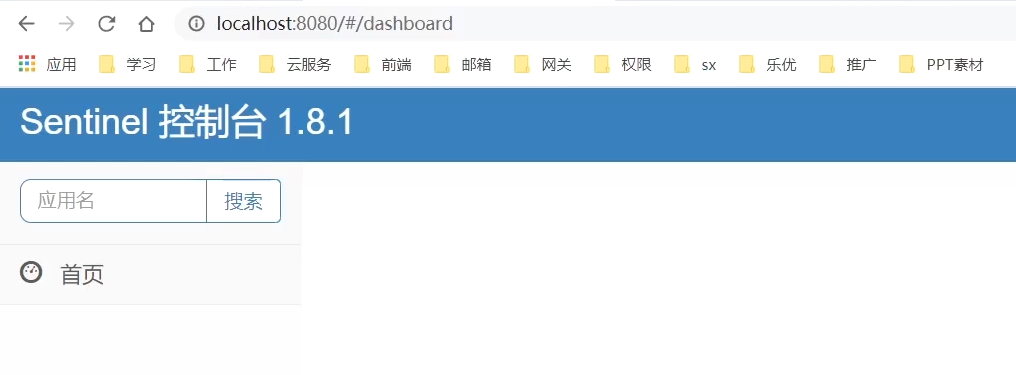 localhost:8080/#/dashboard
应用 学习 工作 云服务 前端 邮箱 网关 权限 sx 乐优 推广 PPT素材
Sentinel 控制台 1.8.1
应用名 搜索
首页